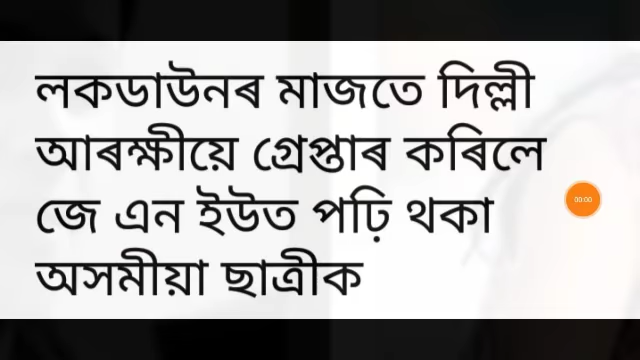 লকডাউনৰ মাজতে দিল্লী
আৰক্ষীয়ে গ্ৰেপ্তাৰ কৰিলে
জে এন ইউত পঢ়ি থকা
অসমীয়া ছাত্ৰীক
00:00